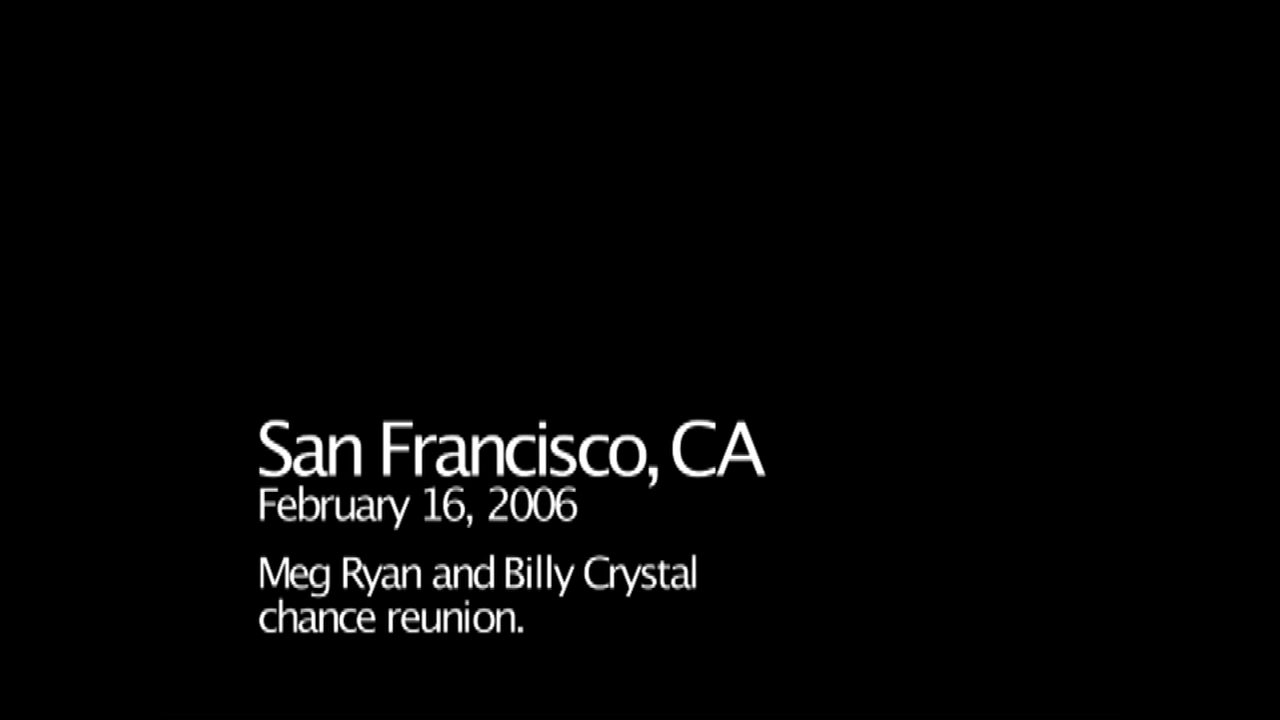 San Francisco, CA
February 16, 2006
Meg Ryan and Billy Crystal
chance reunion.